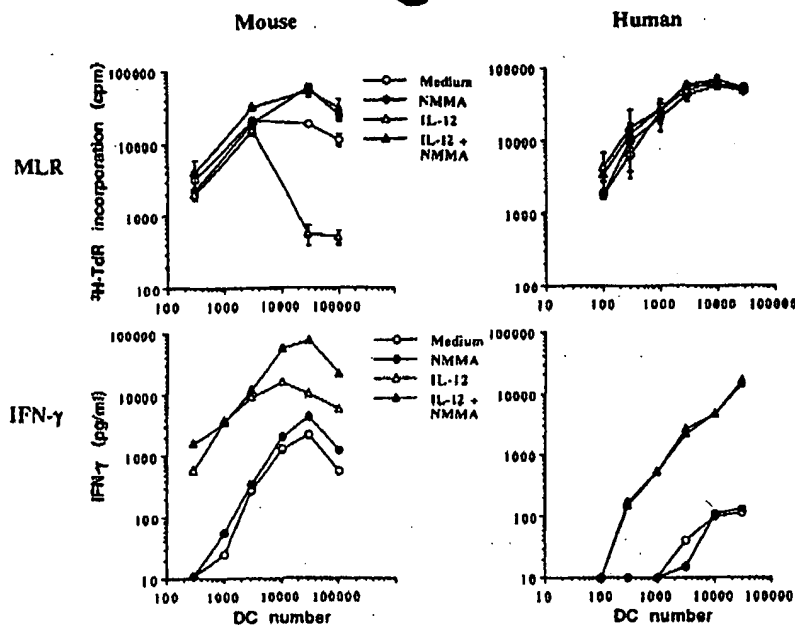 Mouse
Human
MLR
³H-TdR incorporation (cpm)
100000
10000
1000
100
100
1000
10000
100000
Medium
NMMA
IL-12
IL-12 +
NMMA
100000
10000
1000
100
10
100
1000
10000
100000
IFN-γ
IFN-γ (pg/ml)
100000
10000
1000
100
10
100
1000
10000
100000
DC number
Medium
NMMA
IL-12
IL-12 +
NMMA
100000
10000
1000
100
10
10
100
1000
10000
100000
DC number